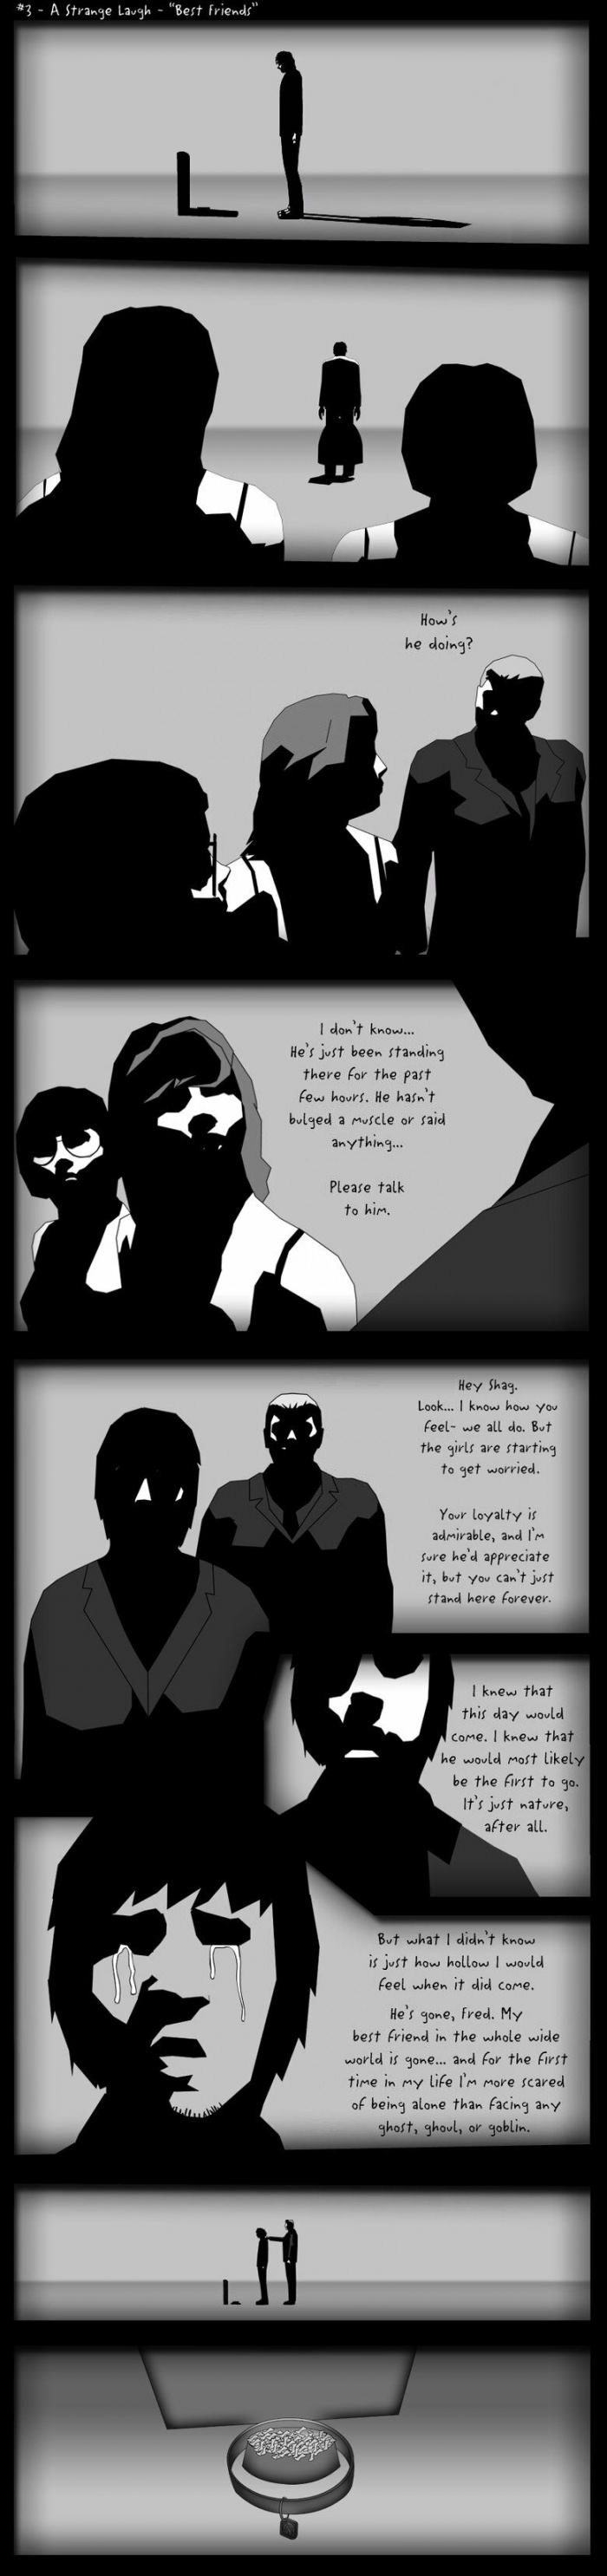 #3 - A Strange Laugh - "Best Friends"
How's
he doing?
I don't know...
He's just been standing
there for the past
few hours. He hasn't
bulged a muscle or said
anything...
Please talk
to him.
Hey Shag.
Look... I know how you
feel- we all do. But
the girls are starting
to get worried.
Your loyalty is
admirable, and I'm
sure he'd appreciate
it, but you can't just
stand here forever.
I knew that
this day would
come. I knew that
he would most likely
be the first to go.
It's just nature,
after all.
But what I didn't know
is just how hollow I would
feel when it did come.
He's gone, Fred. My
best friend in the whole wide
world is gone... and for the first
time in my life I'm more scared
of being alone than facing any
ghost, ghoul, or goblin.